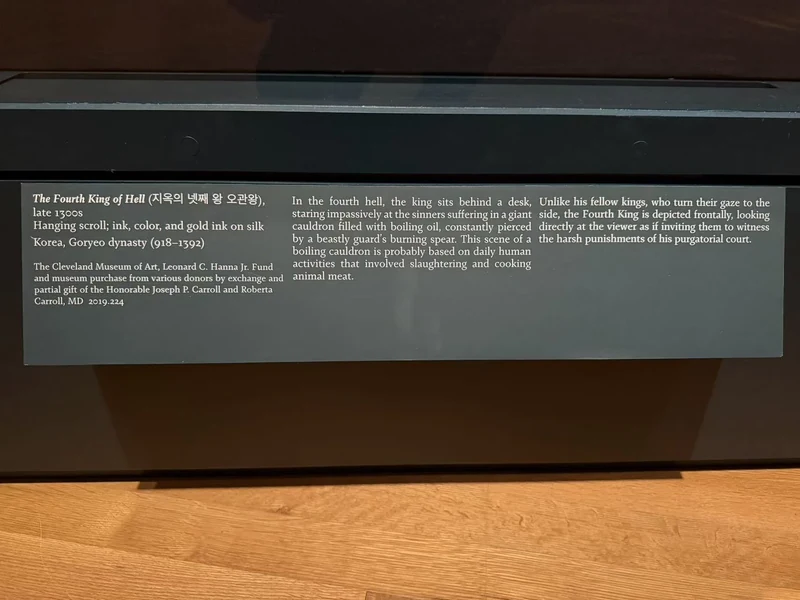 The Fourth King of Hell (지옥의 넷째 왕 오관왕),
late 1300s
Hanging scroll; ink, color, and gold ink on silk
Korea, Goryeo dynasty (918–1392)
The Cleveland Museum of Art, Leonard C. Hanna Jr. Fund
and museum purchase from various donors by exchange and
partial gift of the Honorable Joseph P. Carroll and Roberta
Carroll, MD 2019.224
In the fourth hell, the king sits behind a desk,
staring impassively at the sinners suffering in a giant
cauldron filled with boiling oil, constantly pierced
by a beastly guard's burning spear. This scene of a
boiling cauldron is probably based on daily human
activities that involved slaughtering and cooking
animal meat.
Unlike his fellow kings, who turn their gaze to the
side, the Fourth King is depicted frontally, looking
directly at the viewer as if inviting them to witness
the harsh punishments of his purgatorial court.